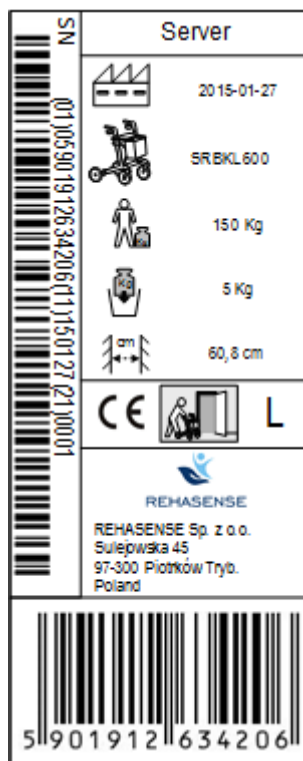 SN
(01)05901912634206(11)150127(21)0001
Server
2015-01-27
SRBKL600
150 Kg
Kg
5 Kg
cm
60,8 cm
CE
L
REHASENSE
REHASENSE Sp. z o.o.
Sulejowska 45
97-300 Piotrków Tryb.
Poland
5 901912 634206